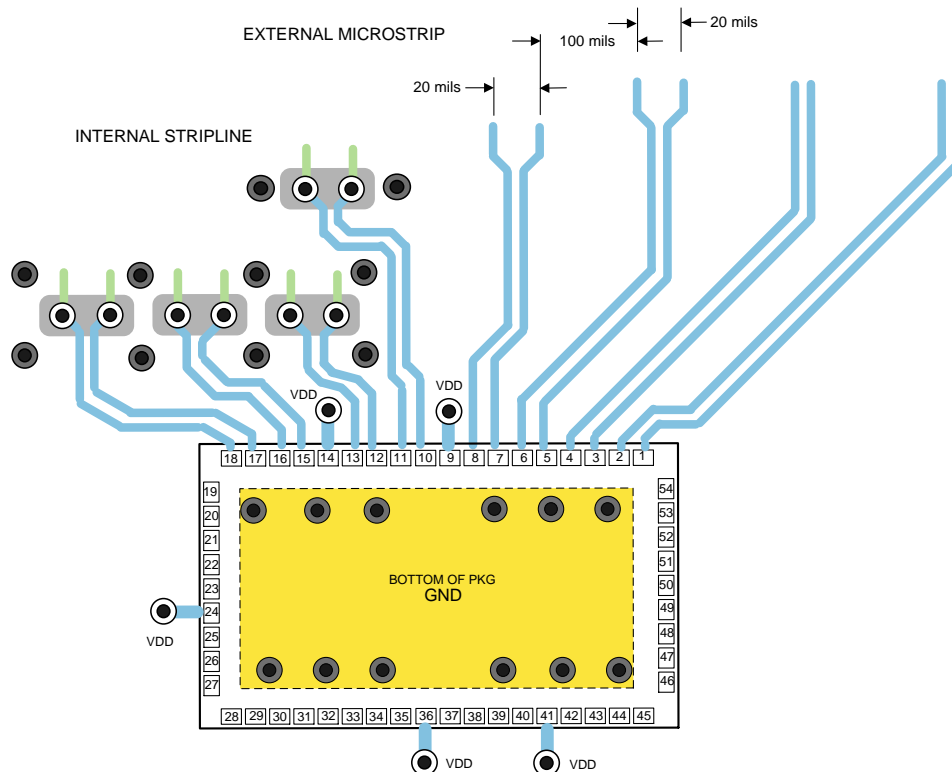 EXTERNAL MICROSTRIP
20 mils
100 mils
20 mils
INTERNAL STRIPLINE
VDD
VDD
18 17 16 15 14 13 12 11 10 9 8 7 6 5 4 3 2 1
19
20
21
22
23
24
25
26
27
54
53
52
51
50
49
48
47
46
BOTTOM OF PKG
GND
VDD
28 29 30 31 32 33 34 35 36 37 38 39 40 41 42 43 44 45
VDD
VDD